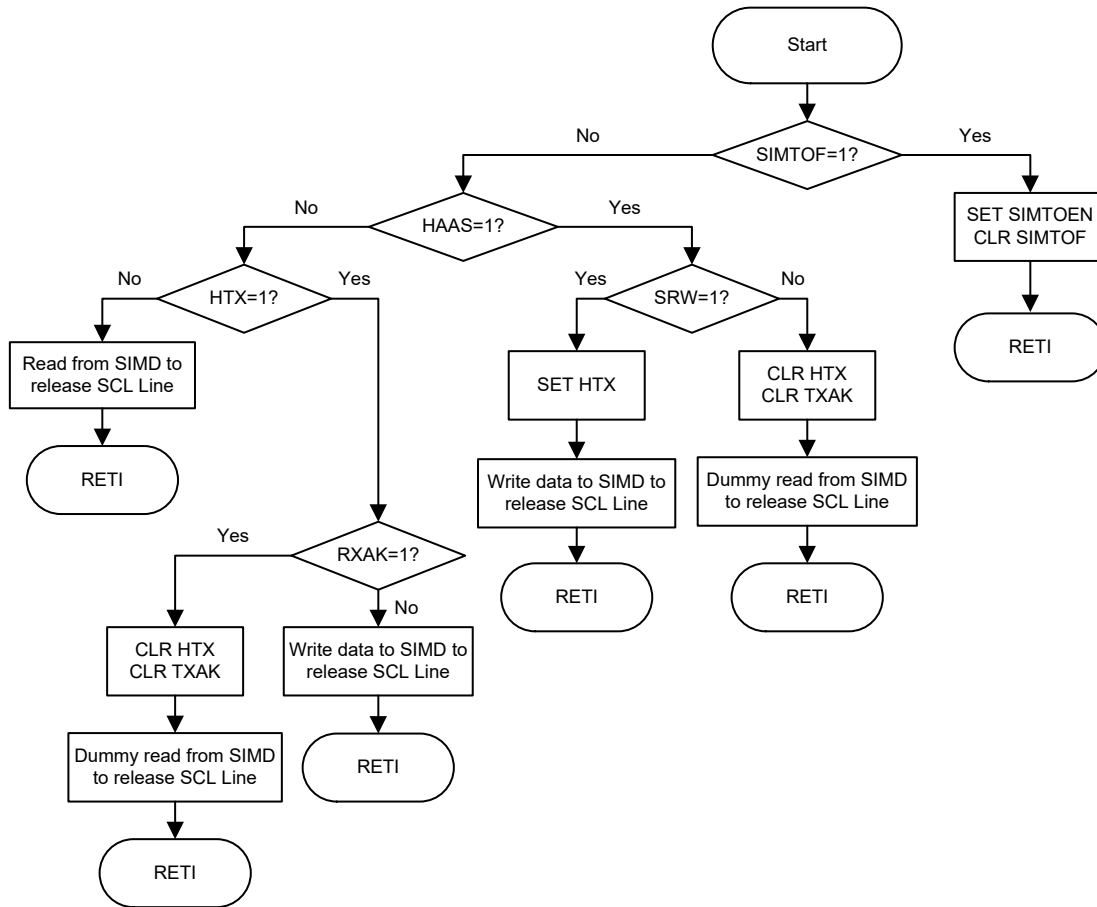 Start
No
Yes
SIMTOF=1?
No
HAAS=1?
Yes
SET SIMTOEN
CLR SIMTOF
No
HTX=1?
Yes
Yes
SRW=1?
No
RETI
Read from SIMD to
release SCL Line
SET HTX
CLR HTX
CLR TXAK
RETI
Write data to SIMD to
release SCL Line
Dummy read from SIMD
to release SCL Line
Yes
RXAK=1?
RETI
RETI
No
CLR HTX
CLR TXAK
Write data to SIMD to
release SCL Line
Dummy read from SIMD
to release SCL Line
RETI
RETI